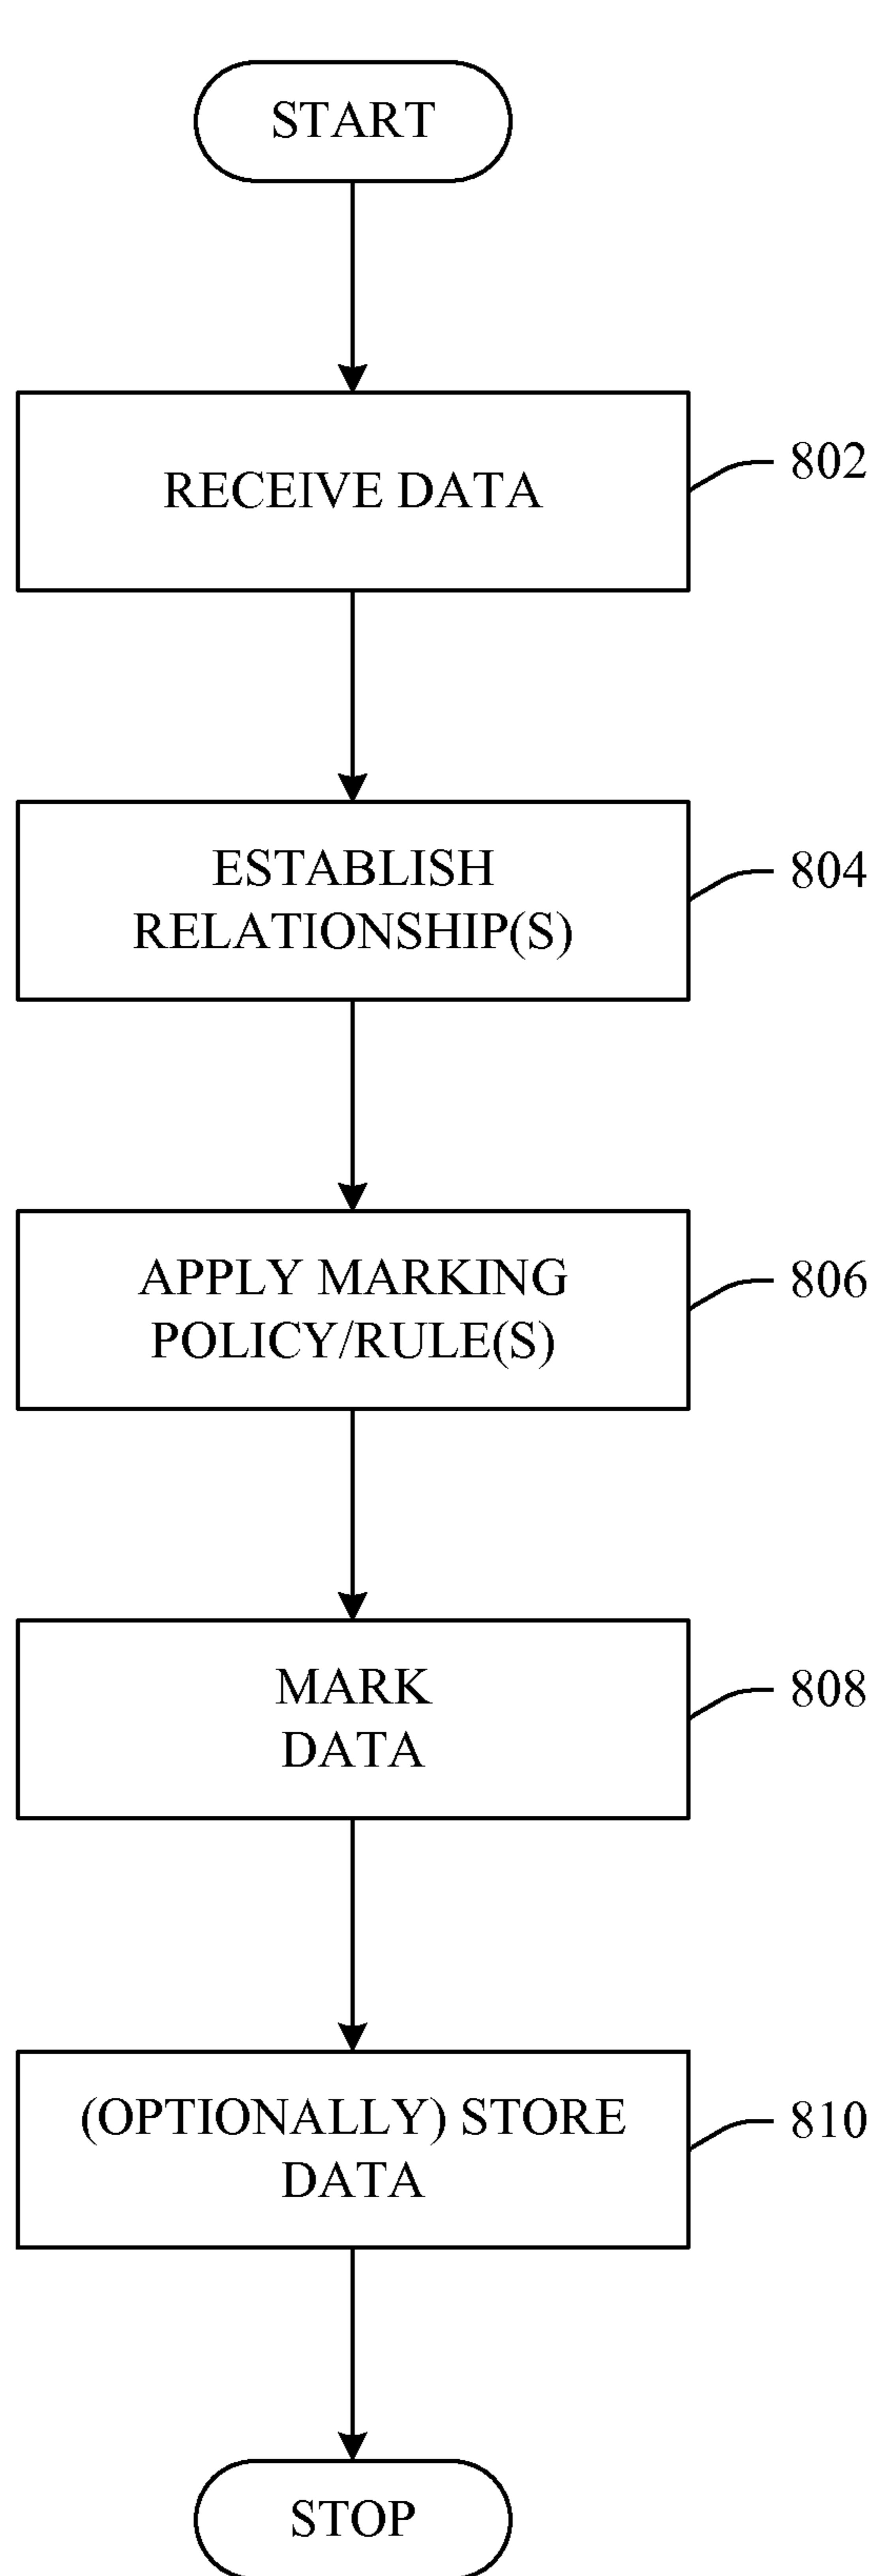 START
RECEIVE DATA
802
ESTABLISH
RELATIONSHIP(S)
804
APPLY MARKING
POLICY/RULE(S)
806
MARK
DATA
808
(OPTIONALLY) STORE
DATA
810
STOP